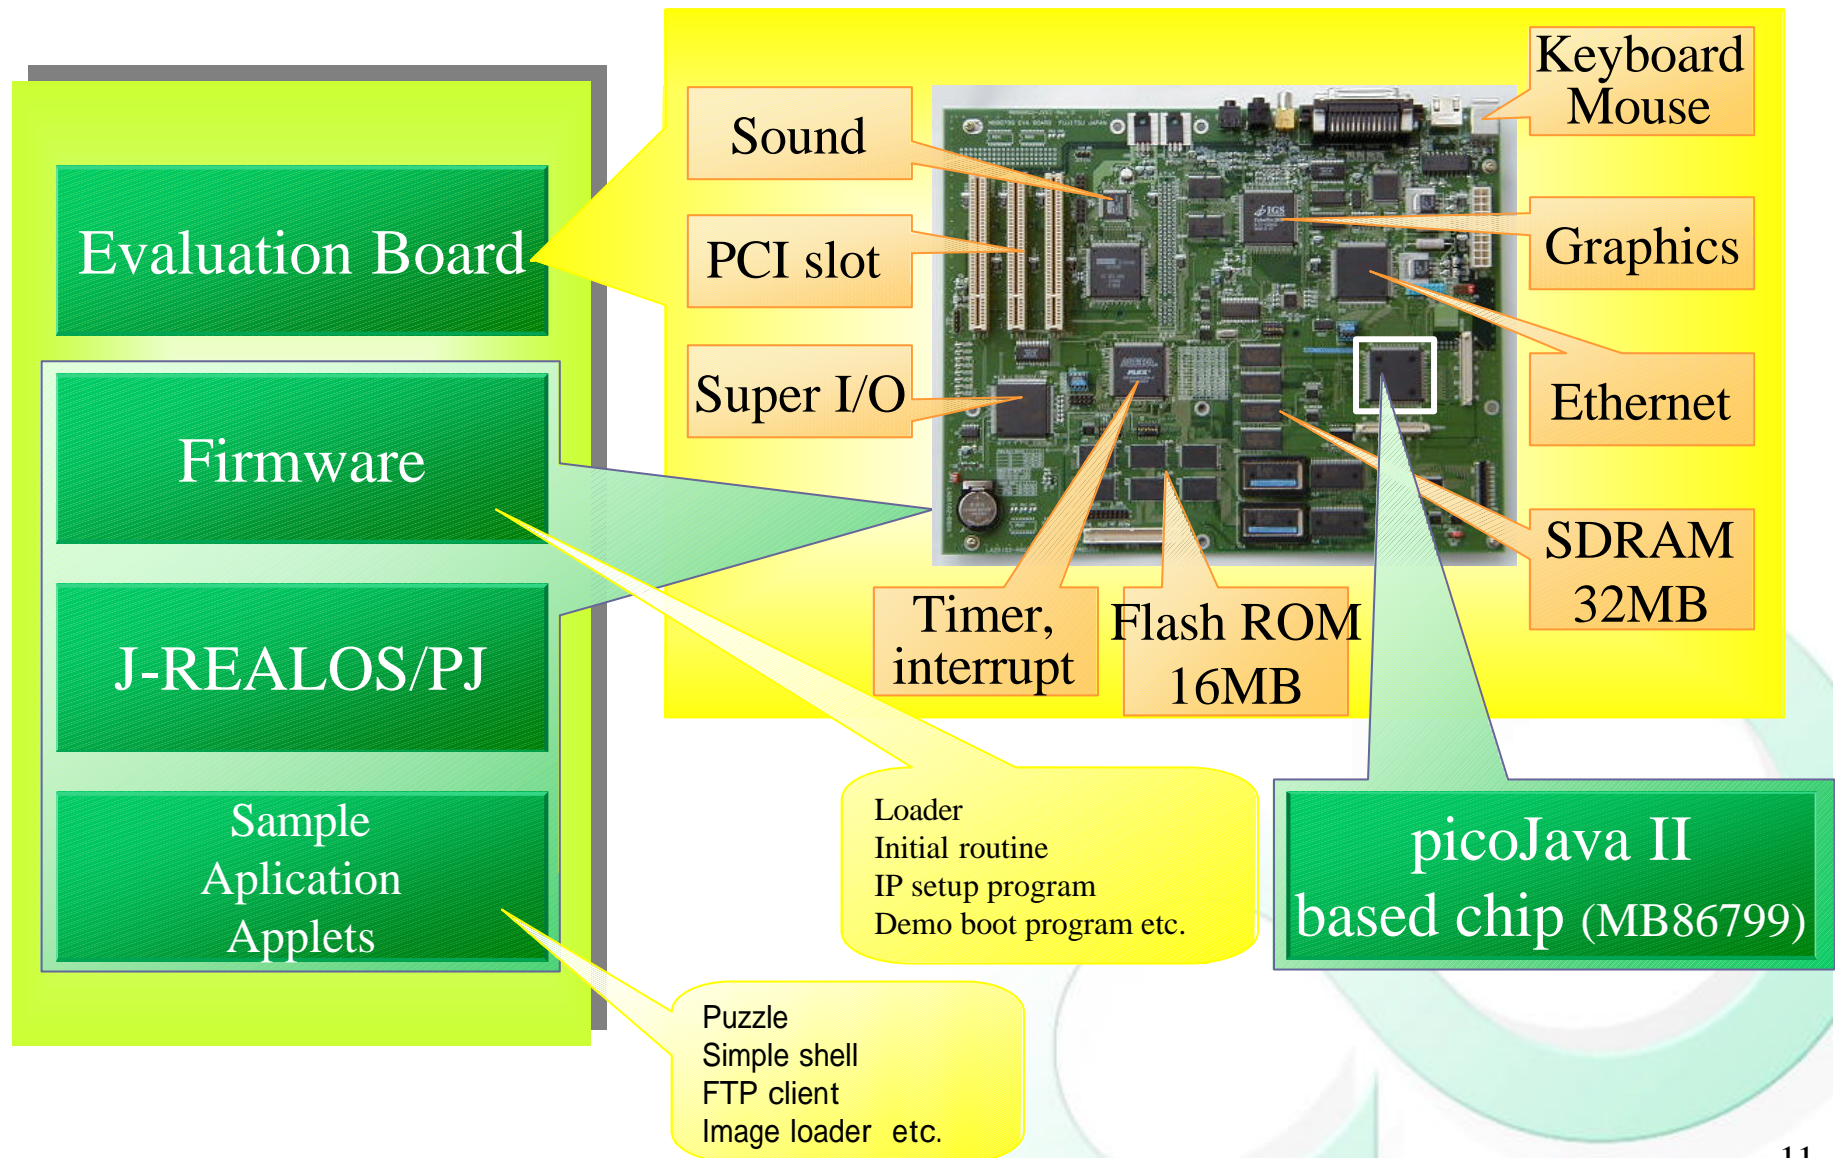 Evaluation Board
Firmware
J-REALOS/PJ
Sample
Aplication
Applets
Sound
PCI slot
Super I/O
Keyboard
Mouse
Graphics
Ethernet
SDRAM
32MB
Timer,
interrupt
Flash ROM
16MB
IGS
Loader
Initial routine
IP setup program
Demo boot program etc.
picoJava II
based chip (MB86799)
Puzzle
Simple shell
FTP client
Image loader etc.
11